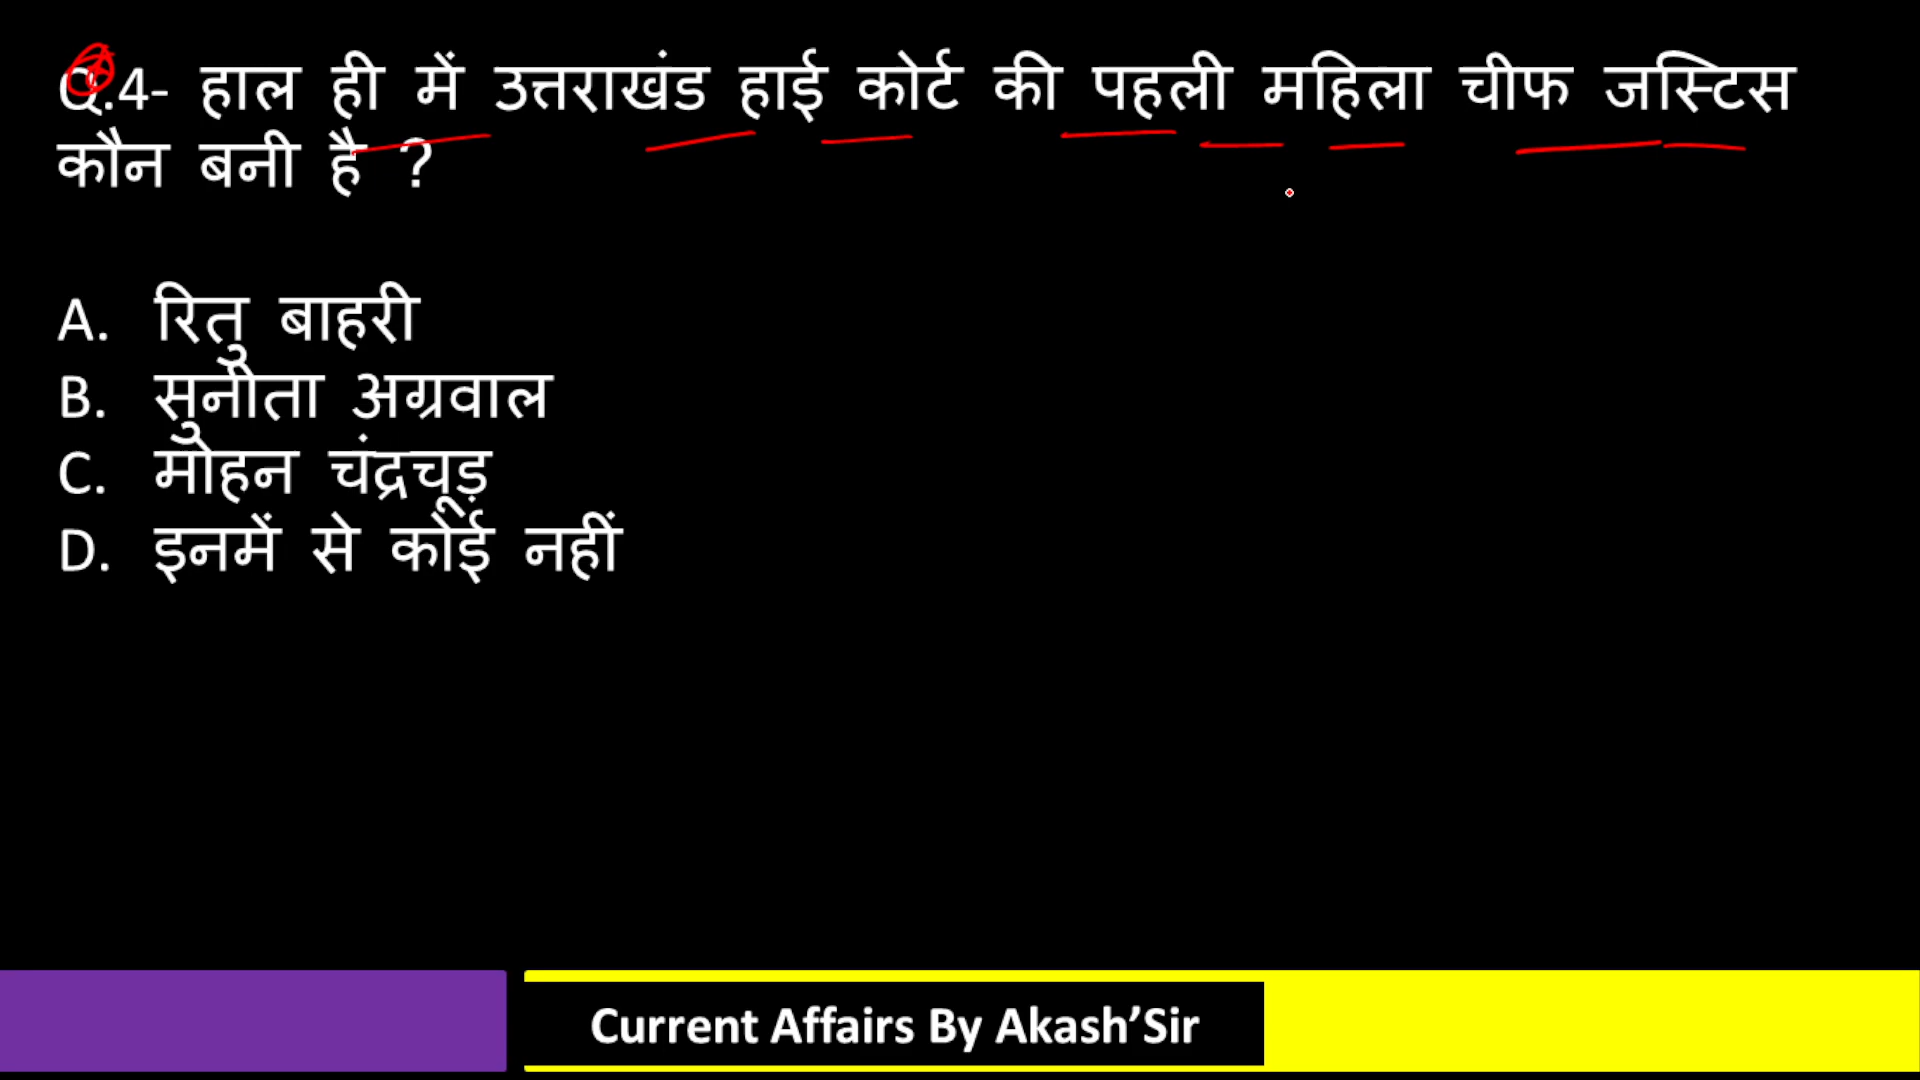 Q.4- हाल ही में उत्तराखंड हाई कोर्ट की पहली महिला चीफ जस्टिस
कौन बनी है ?
A. रितु बाहरी
B. सुनीता अग्रवाल
C. मोहन चंद्रचूड़
D. इनमें से कोई नहीं
Current Affairs By Akash’Sir